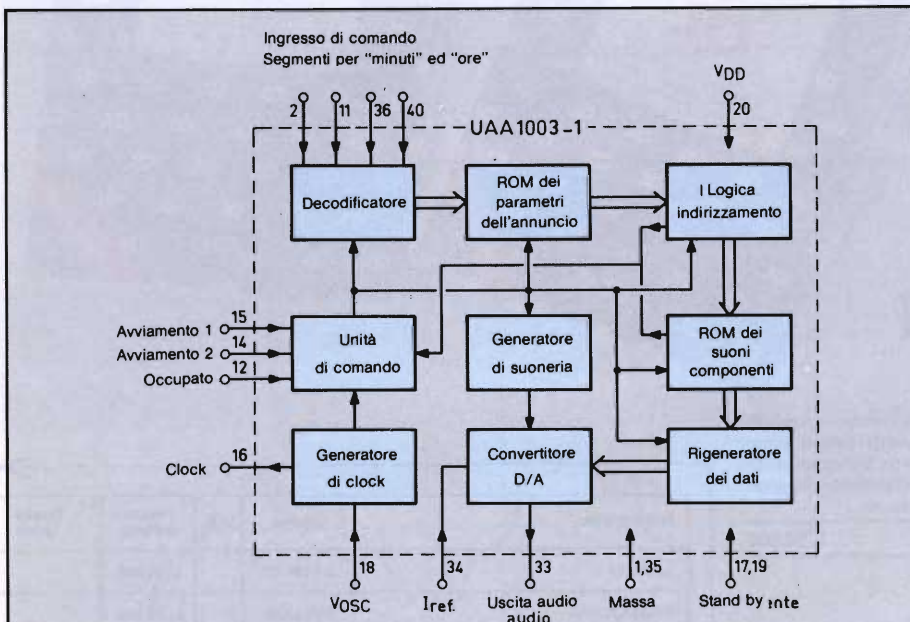 Ingresso di comando
Segmenti per "minuti" ed "ore"
2
11
36
40
VDD
20
UAA1003-1
Decodificatore
ROM dei
parametri
dell'annuncio
I Logica
indirizzamento
Avviamento 1
15
Avviamento 2
14
Occupato
12
Unità
di comando
Generatore
di suoneria
ROM dei
suoni
componenti
Clock
16
Generatore
di clock
Convertitore
D/A
Rigeneratore
dei dati
18
34
33
1,35
17,19
VOSC
Iref.
Uscita audio
audio
Massa
Stand by inte